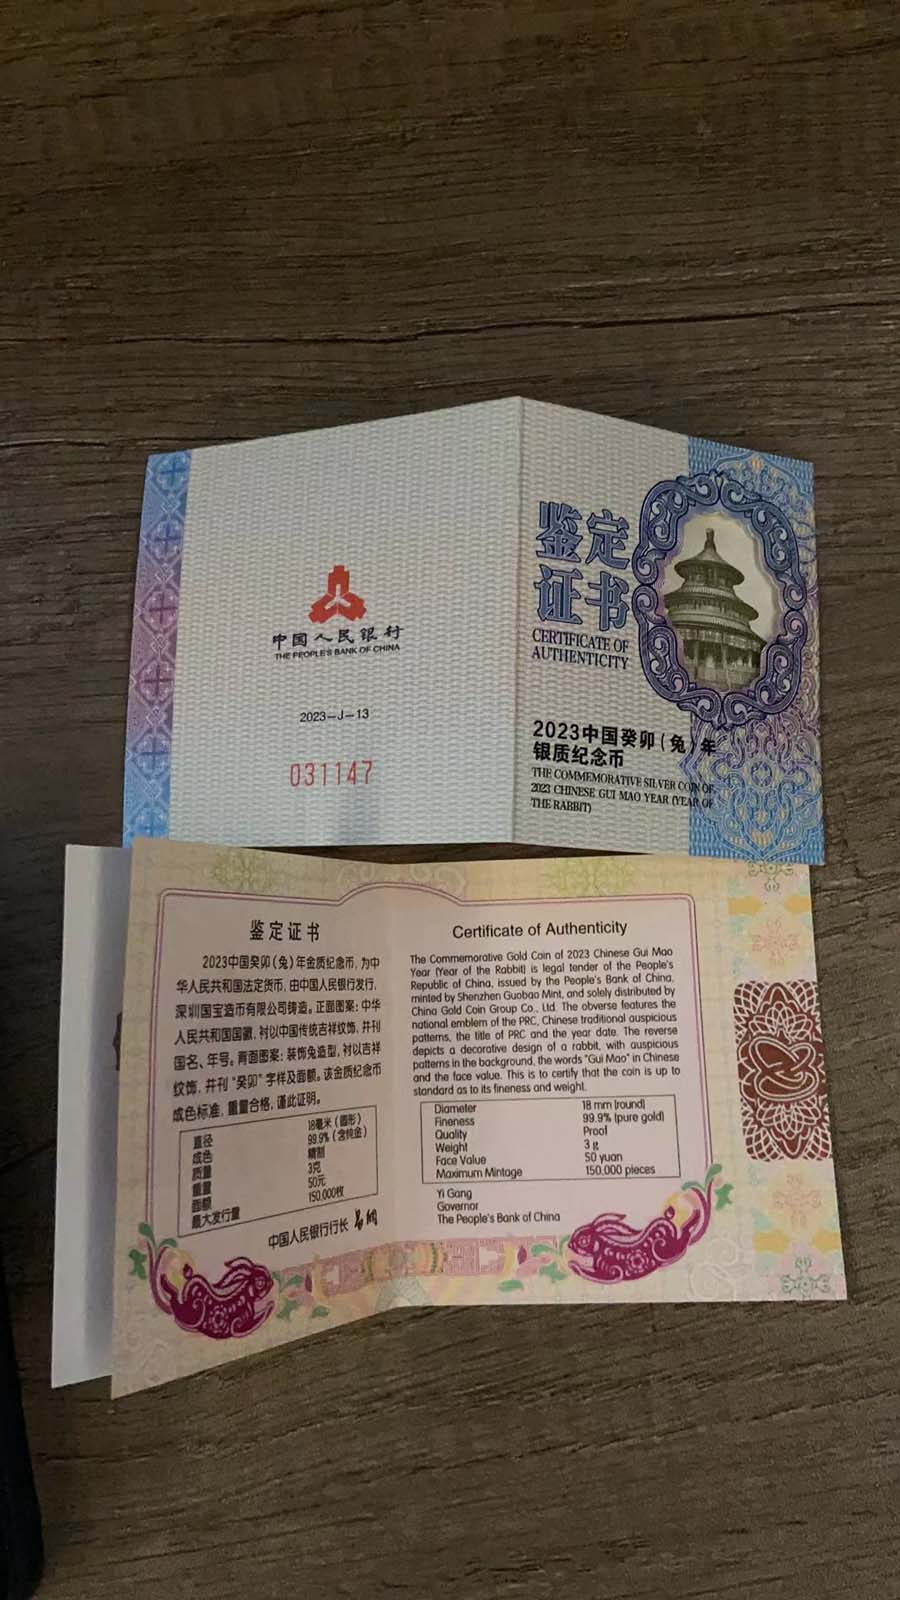 中国人民银行
THE PEOPLE'S BANK OF CHINA
2023-J-13
031147
鉴定
证书
CERTIFICATE OF
AUTHENTICITY
2023中国癸卯(兔)年
银质纪念币
THE COMMEMORATIVE SILVER COIN OF
2023 CHINESE GUI MAO YEAR (YEAR OF
THE RABBIT)
鉴定证书
2023中国癸卯(兔)年金质纪念币,为中
华人民共和国法定货币,由中国人民银行发行,
深圳国宝造币有限公司铸造。正面图案:中华
人民共和国国徽,衬以中国传统吉祥纹饰,并刊
国名、年号。背面图案:装饰兔造型,衬以吉祥
纹饰,并刊“癸卯”字样及面额。该金质纪念币
成色标准,重量合格,谨此证明。
直径 18毫米(圆形)
成色 99.9%(含纯金)
质量 精制
重量 3克
面额 50元
最大发行量 150,000枚
中国人民银行行长 易纲
Certificate of Authenticity
The Commemorative Gold Coin of 2023 Chinese Gui Mao
Year (Year of the Rabbit) is legal tender of the People's
Republic of China, issued by the People's Bank of China,
minted by Shenzhen Guobao Mint, and solely distributed by
China Gold Coin Group Co., Ltd. The obverse features the
national emblem of the PRC, Chinese traditional auspicious
patterns, the title of PRC and the year date. The reverse
depicts a decorative design of a rabbit, with auspicious
patterns in the background, the words "Gui Mao" in Chinese
and the face value. This is to certify that the coin is up to
standard as to its fineness and weight.
Diameter 18 mm (round)
Fineness 99.9% (pure gold)
Quality Proof
Weight 3 g
Face Value 50 yuan
Maximum Mintage 150,000 pieces
Yi Gang
Governor
The People's Bank of China